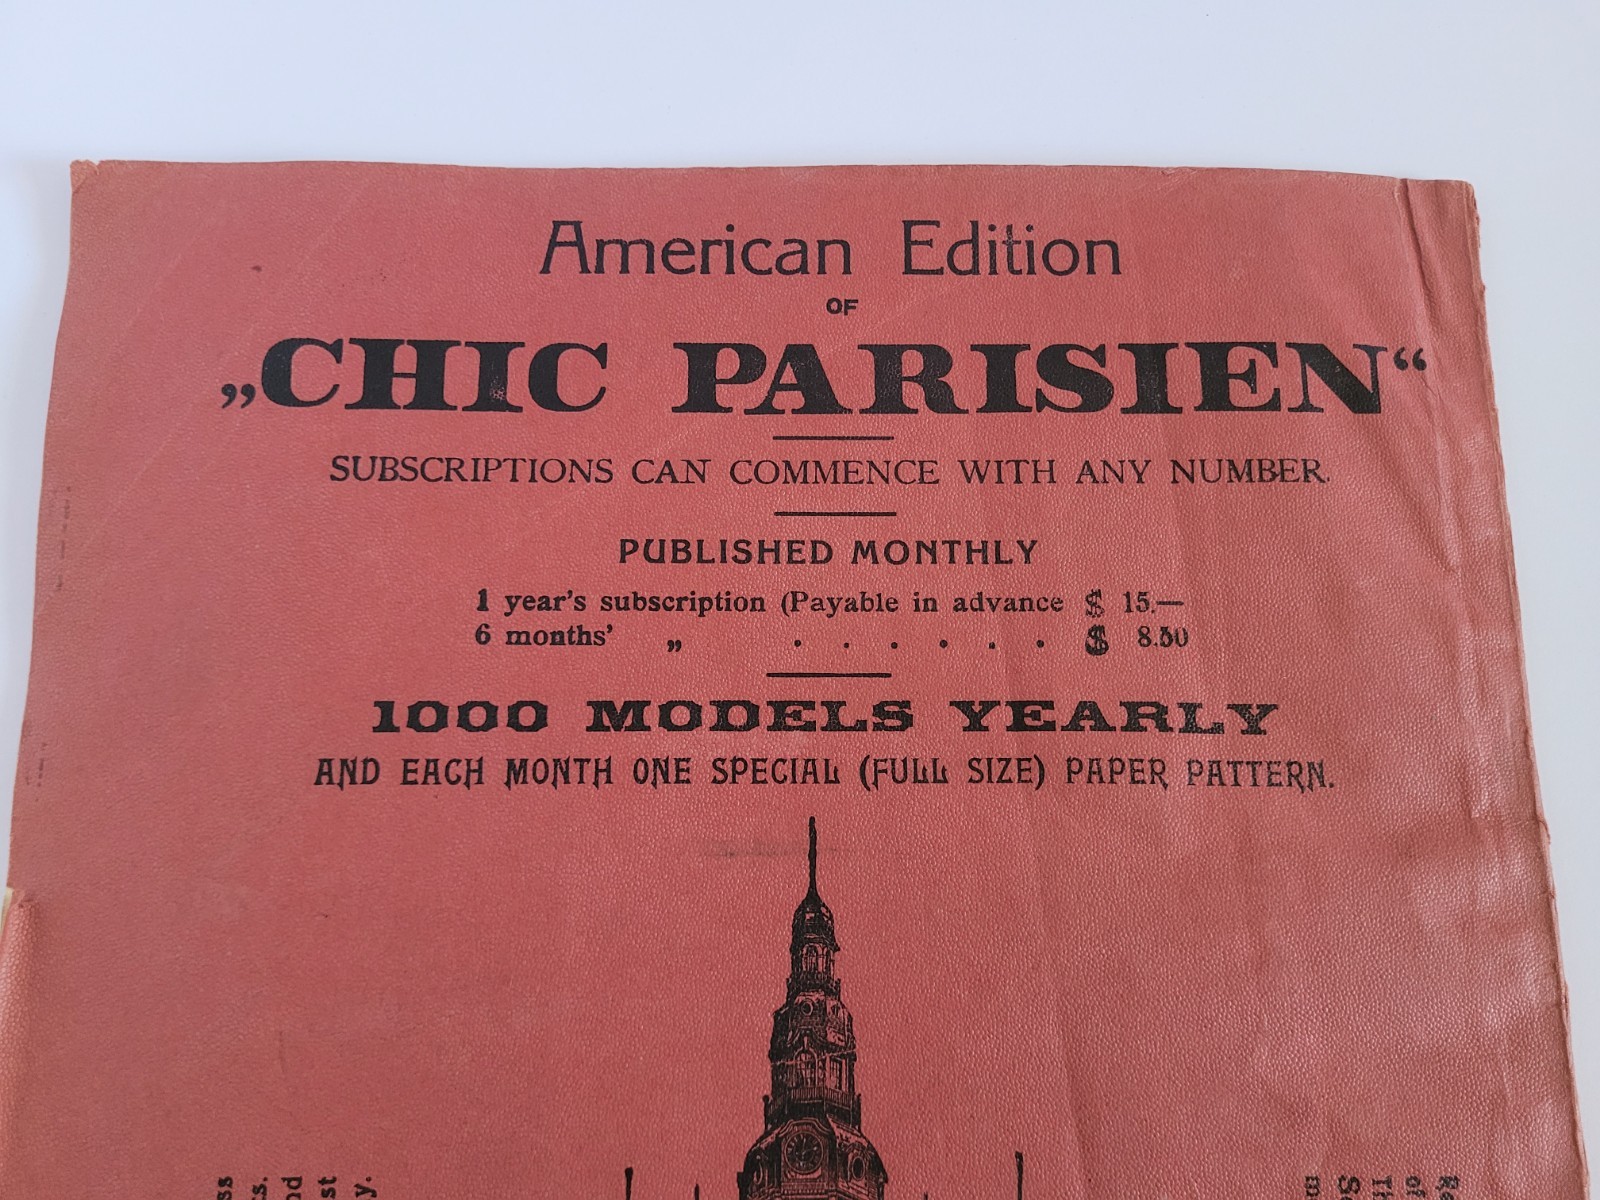 American Edition
OF
„CHIC PARISIEN“
SUBSCRIPTIONS CAN COMMENCE WITH ANY NUMBER.
PUBLISHED MONTHLY
1 year's subscription (Payable in advance $ 15.—
6 months' „ . . . . . . $ 8.50
1000 MODELS YEARLY
AND EACH MONTH ONE SPECIAL (FULL SIZE) PAPER PATTERN.